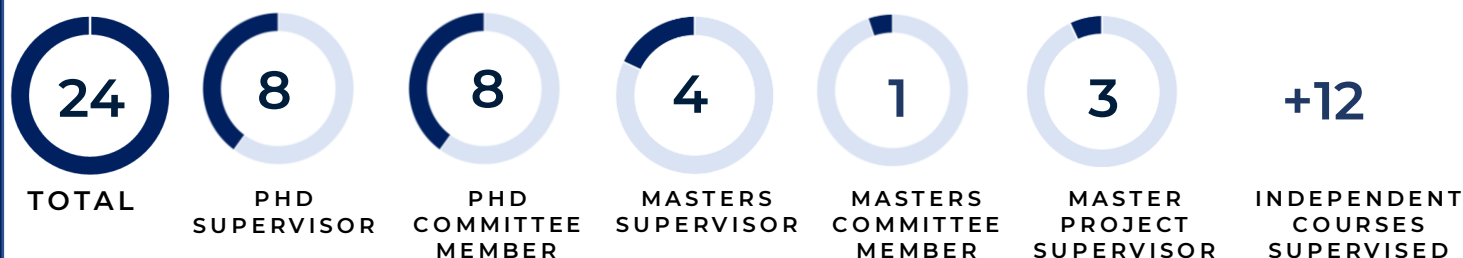 24
TOTAL
8
PHD
SUPERVISOR
8
PHD
COMMITTEE
MEMBER
4
MASTERS
SUPERVISOR
1
MASTERS
COMMITTEE
MEMBER
3
MASTER
PROJECT
SUPERVISOR
+12
INDEPENDENT
COURSES
SUPERVISED